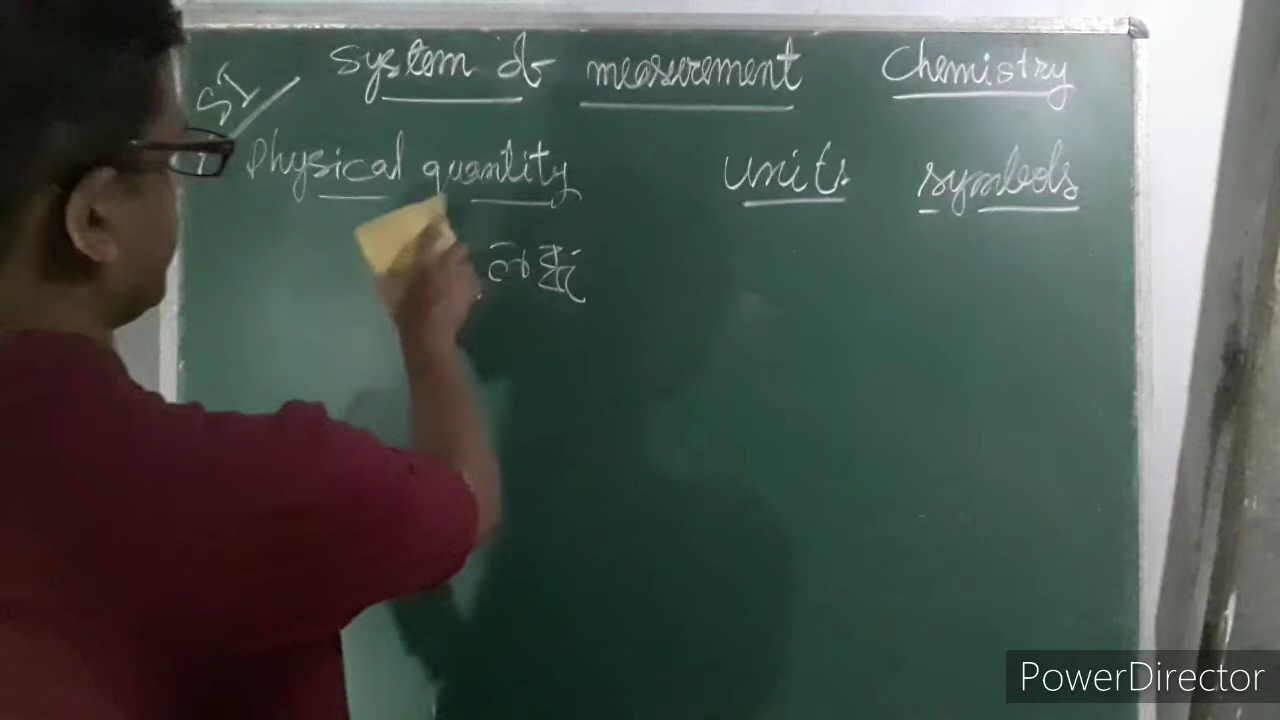 System of measurement Chemistry
SI
Physical quantity units symbols
PowerDirector